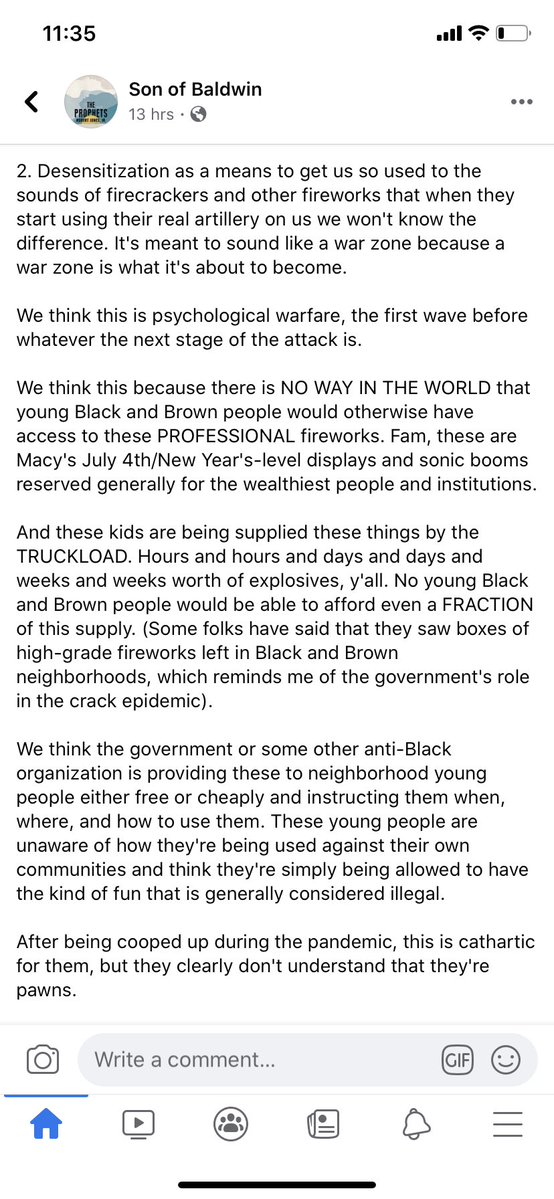 11:35
Son of Baldwin
13 hrs ·
THE
PROPHETS
ROBERT JONES, JR.
2. Desensitization as a means to get us so used to the
sounds of firecrackers and other fireworks that when they
start using their real artillery on us we won't know the
difference. It's meant to sound like a war zone because a
war zone is what it's about to become.
We think this is psychological warfare, the first wave before
whatever the next stage of the attack is.
We think this because there is NO WAY IN THE WORLD that
young Black and Brown people would otherwise have
access to these PROFESSIONAL fireworks. Fam, these are
Macy's July 4th/New Year's-level displays and sonic booms
reserved generally for the wealthiest people and institutions.
And these kids are being supplied these things by the
TRUCKLOAD. Hours and hours and days and days and
weeks and weeks worth of explosives, y'all. No young Black
and Brown people would be able to afford even a FRACTION
of this supply. (Some folks have said that they saw boxes of
high-grade fireworks left in Black and Brown
neighborhoods, which reminds me of the government's role
in the crack epidemic).
We think the government or some other anti-Black
organization is providing these to neighborhood young
people either free or cheaply and instructing them when,
where, and how to use them. These young people are
unaware of how they're being used against their own
communities and think they're simply being allowed to have
the kind of fun that is generally considered illegal.
After being cooped up during the pandemic, this is cathartic
for them, but they clearly don't understand that they're
pawns.
Write a comment...
GIF